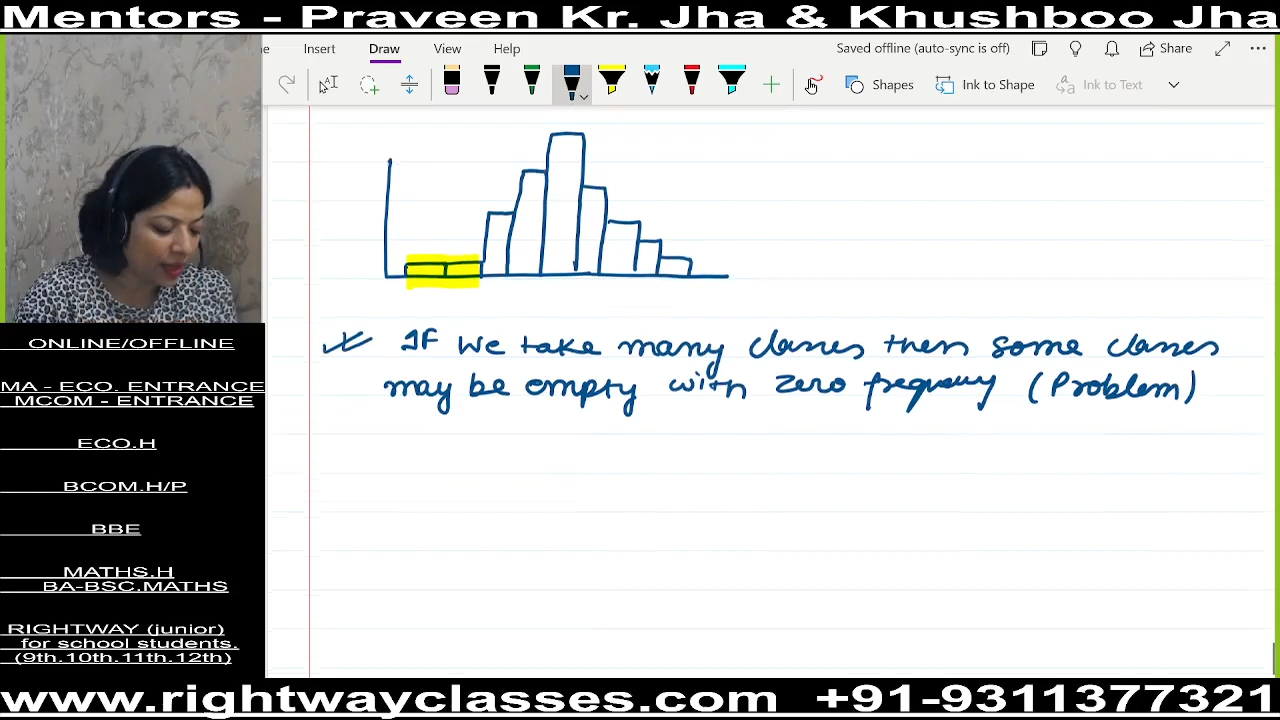 Mentors - Praveen Kr. Jha & Khushboo Jha
Insert Draw View Help Saved offline (auto-sync is off) Share
Shapes Ink to Shape Ink to Text
IF we take many classes then some classes
may be empty with zero frequency (Problem)
ONLINE/OFFLINE
MA - ECO. ENTRANCE
MCOM - ENTRANCE
ECO.H
BCOM.H/P
BBE
MATHS.H
BA-BSC.MATHS
RIGHTWAY (junior)
for school students.
(9th.10th.11th.12th)
www.rightwayclasses.com +91-9311377321